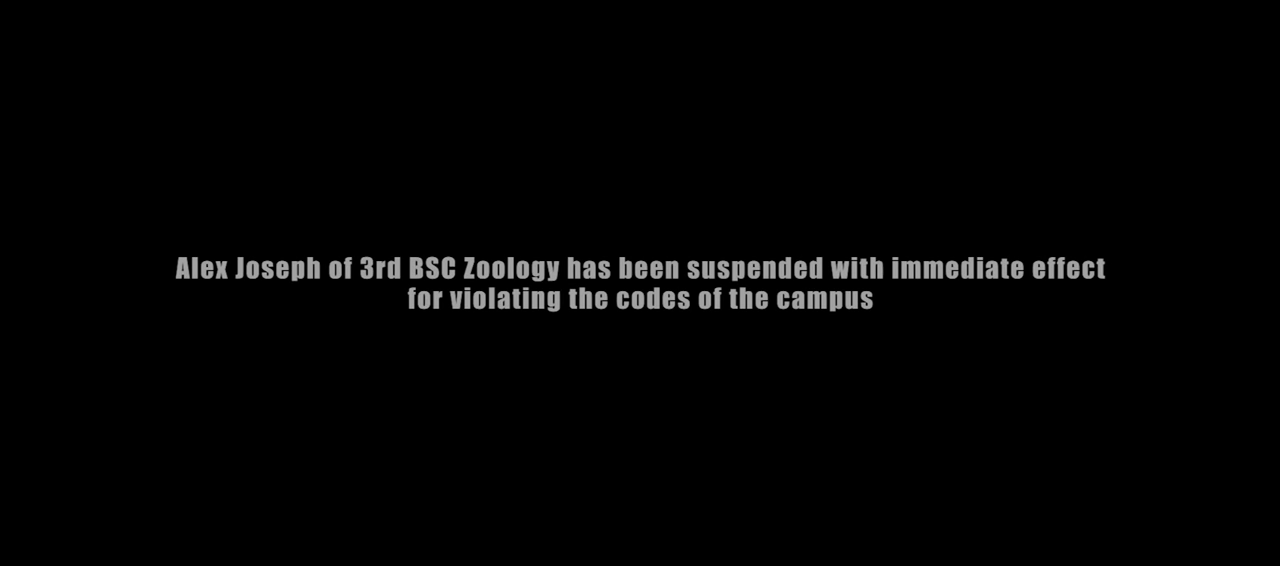 Alex Joseph of 3rd BSC Zoology has been suspended with immediate effect
for violating the codes of the campus